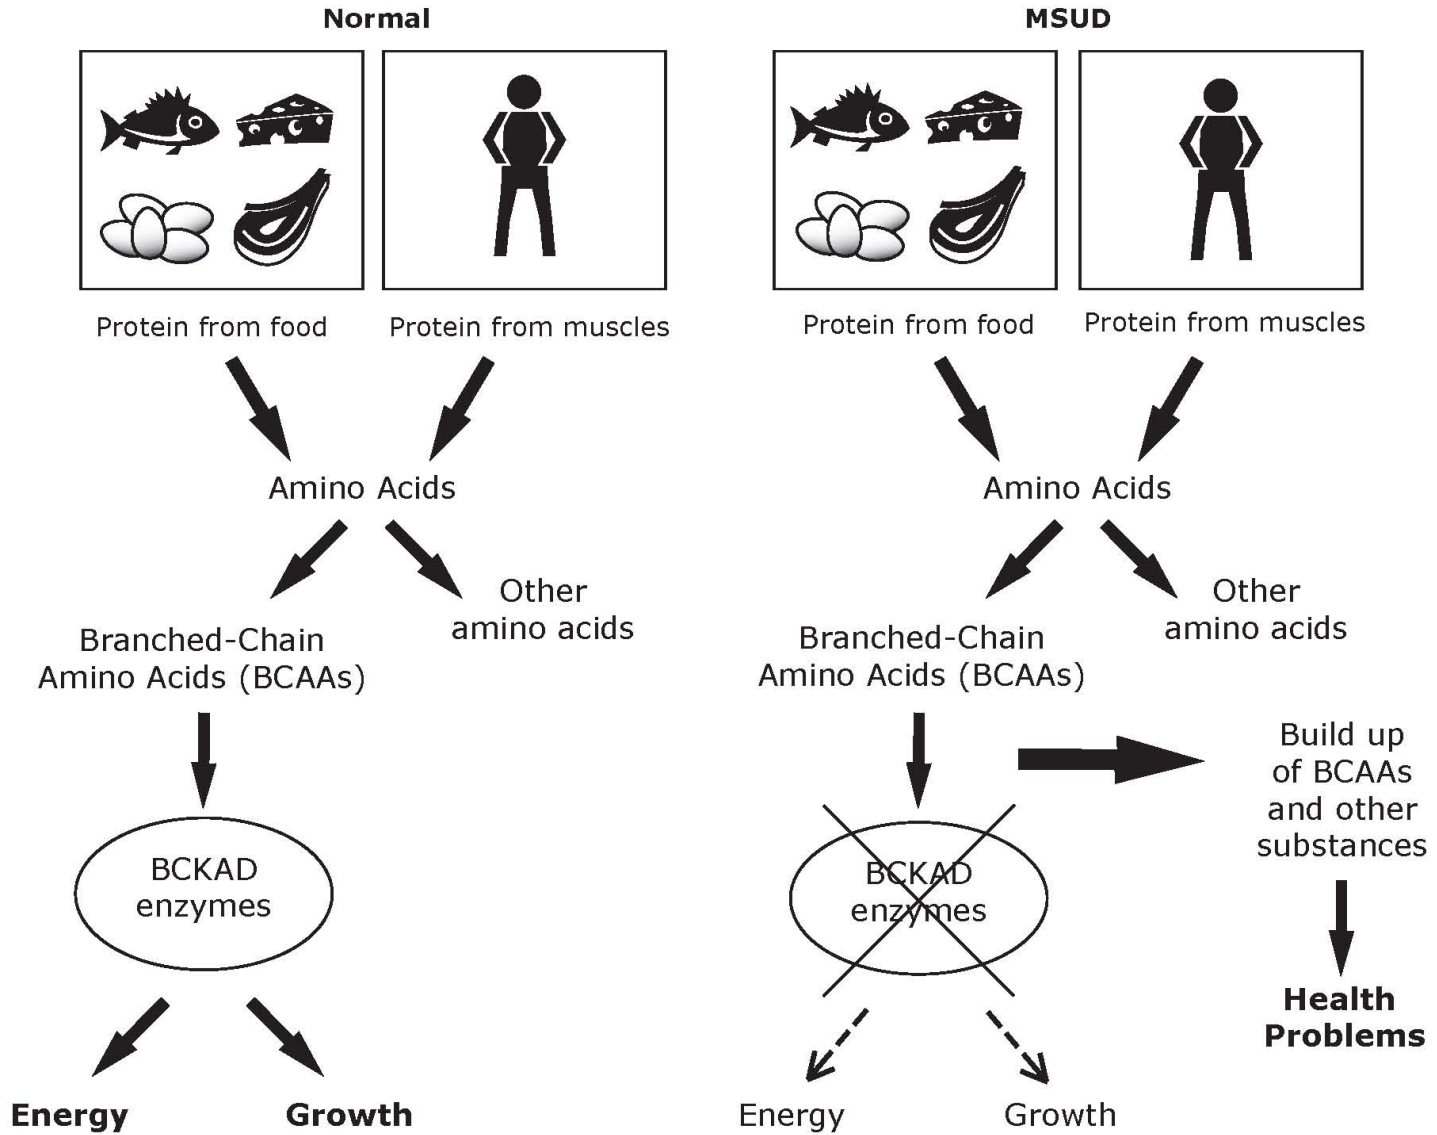 Normal
Protein from food
Protein from muscles
Amino Acids
Other
amino acids
Branched-Chain
Amino Acids (BCAAs)
BCKAD
enzymes
Energy
Growth
MSUD
Protein from food
Protein from muscles
Amino Acids
Other
amino acids
Branched-Chain
Amino Acids (BCAAs)
Build up
of BCAAs
and other
substances
BCKAD
enzymes
Health
Problems
Energy
Growth